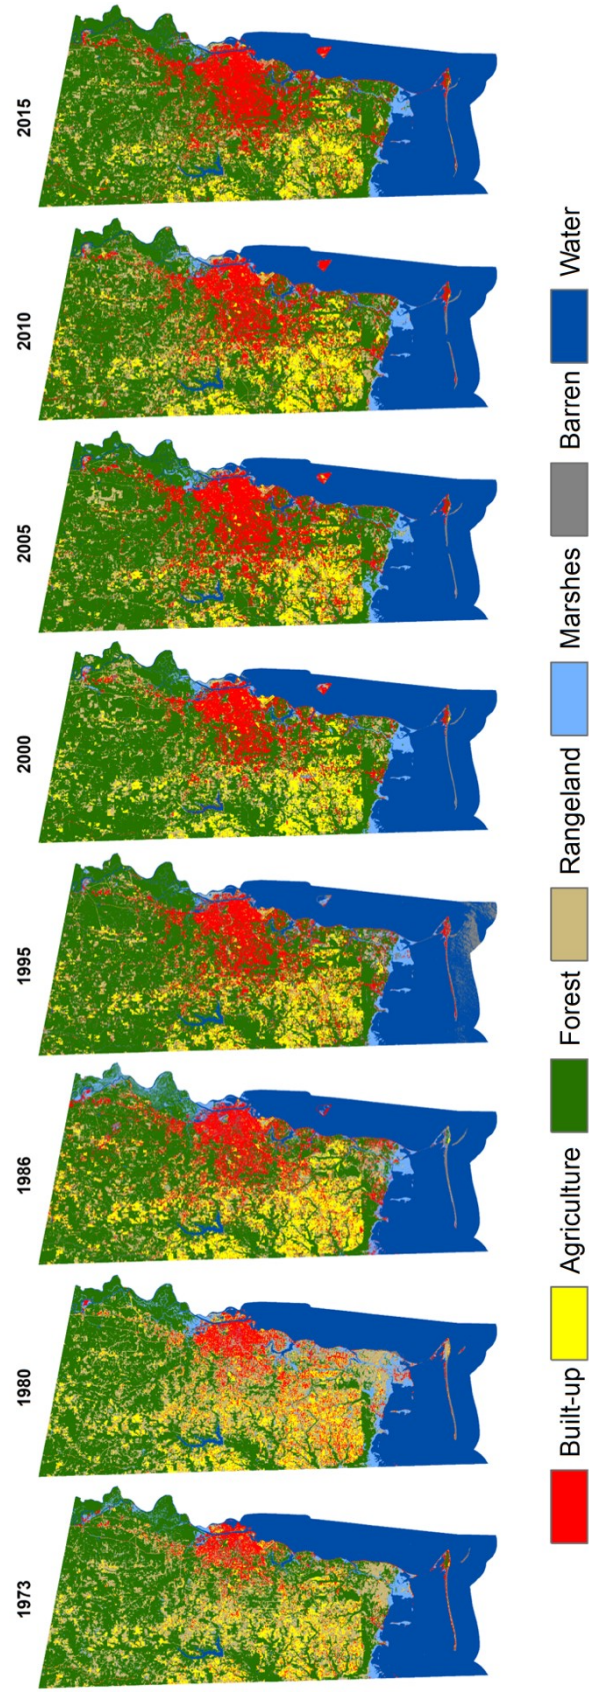 1973
1980
1986
1995
2000
2005
2010
2015
Built-up
Agriculture
Forest
Rangeland
Marshes
Barren
Water